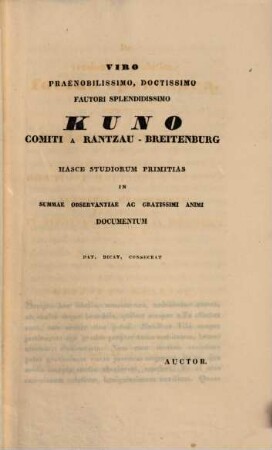 VIRO
PRAENOBILISSIMO, DOCTISSIMO
FAUTORI SPLENDIDISSIMO
KUNO
COMITI A RANTZAU - BREITENBURG
HASCE STUDIORUM PRIMITIAS
IN
SUMMAE OBSERVANTIAE AC GRATISSIMI ANIMI
DOCUMENTUM
DAT, DICAT, CONSECRAT
AUCTOR.